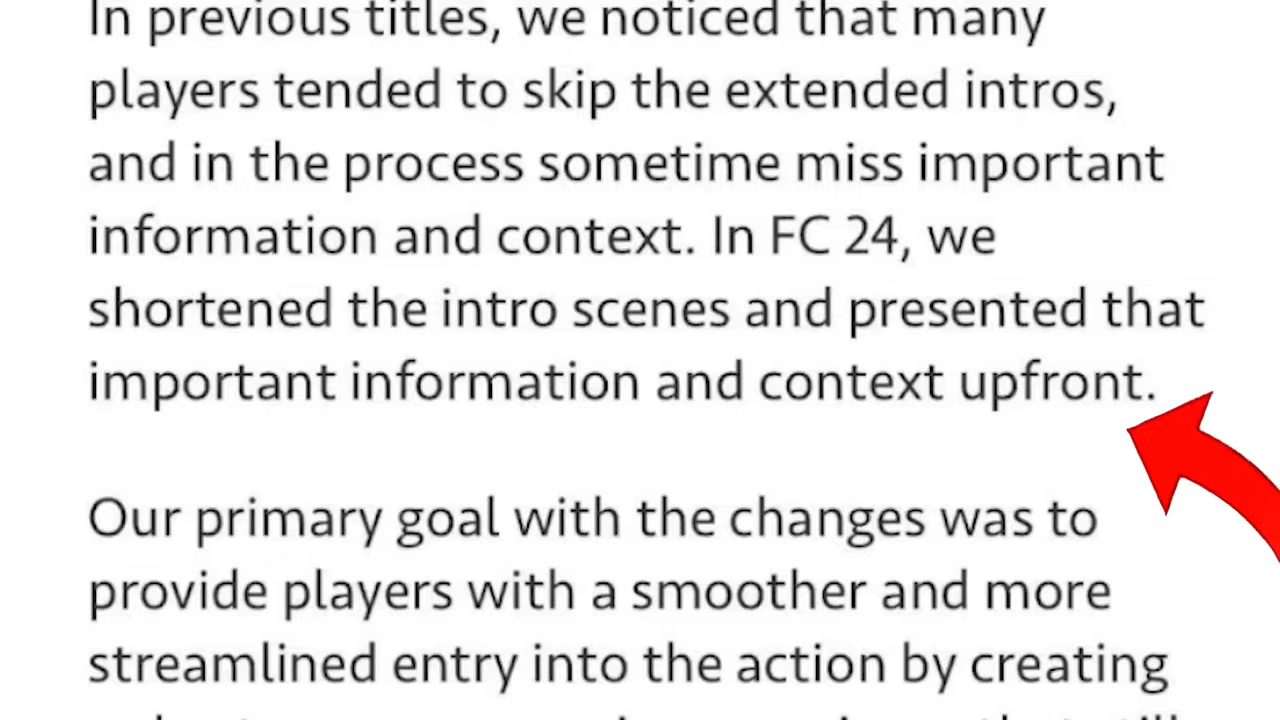 In previous titles, we noticed that many
players tended to skip the extended intros,
and in the process sometime miss important
information and context. In FC 24, we
shortened the intro scenes and presented that
important information and context upfront.
Our primary goal with the changes was to
provide players with a smoother and more
streamlined entry into the action by creating